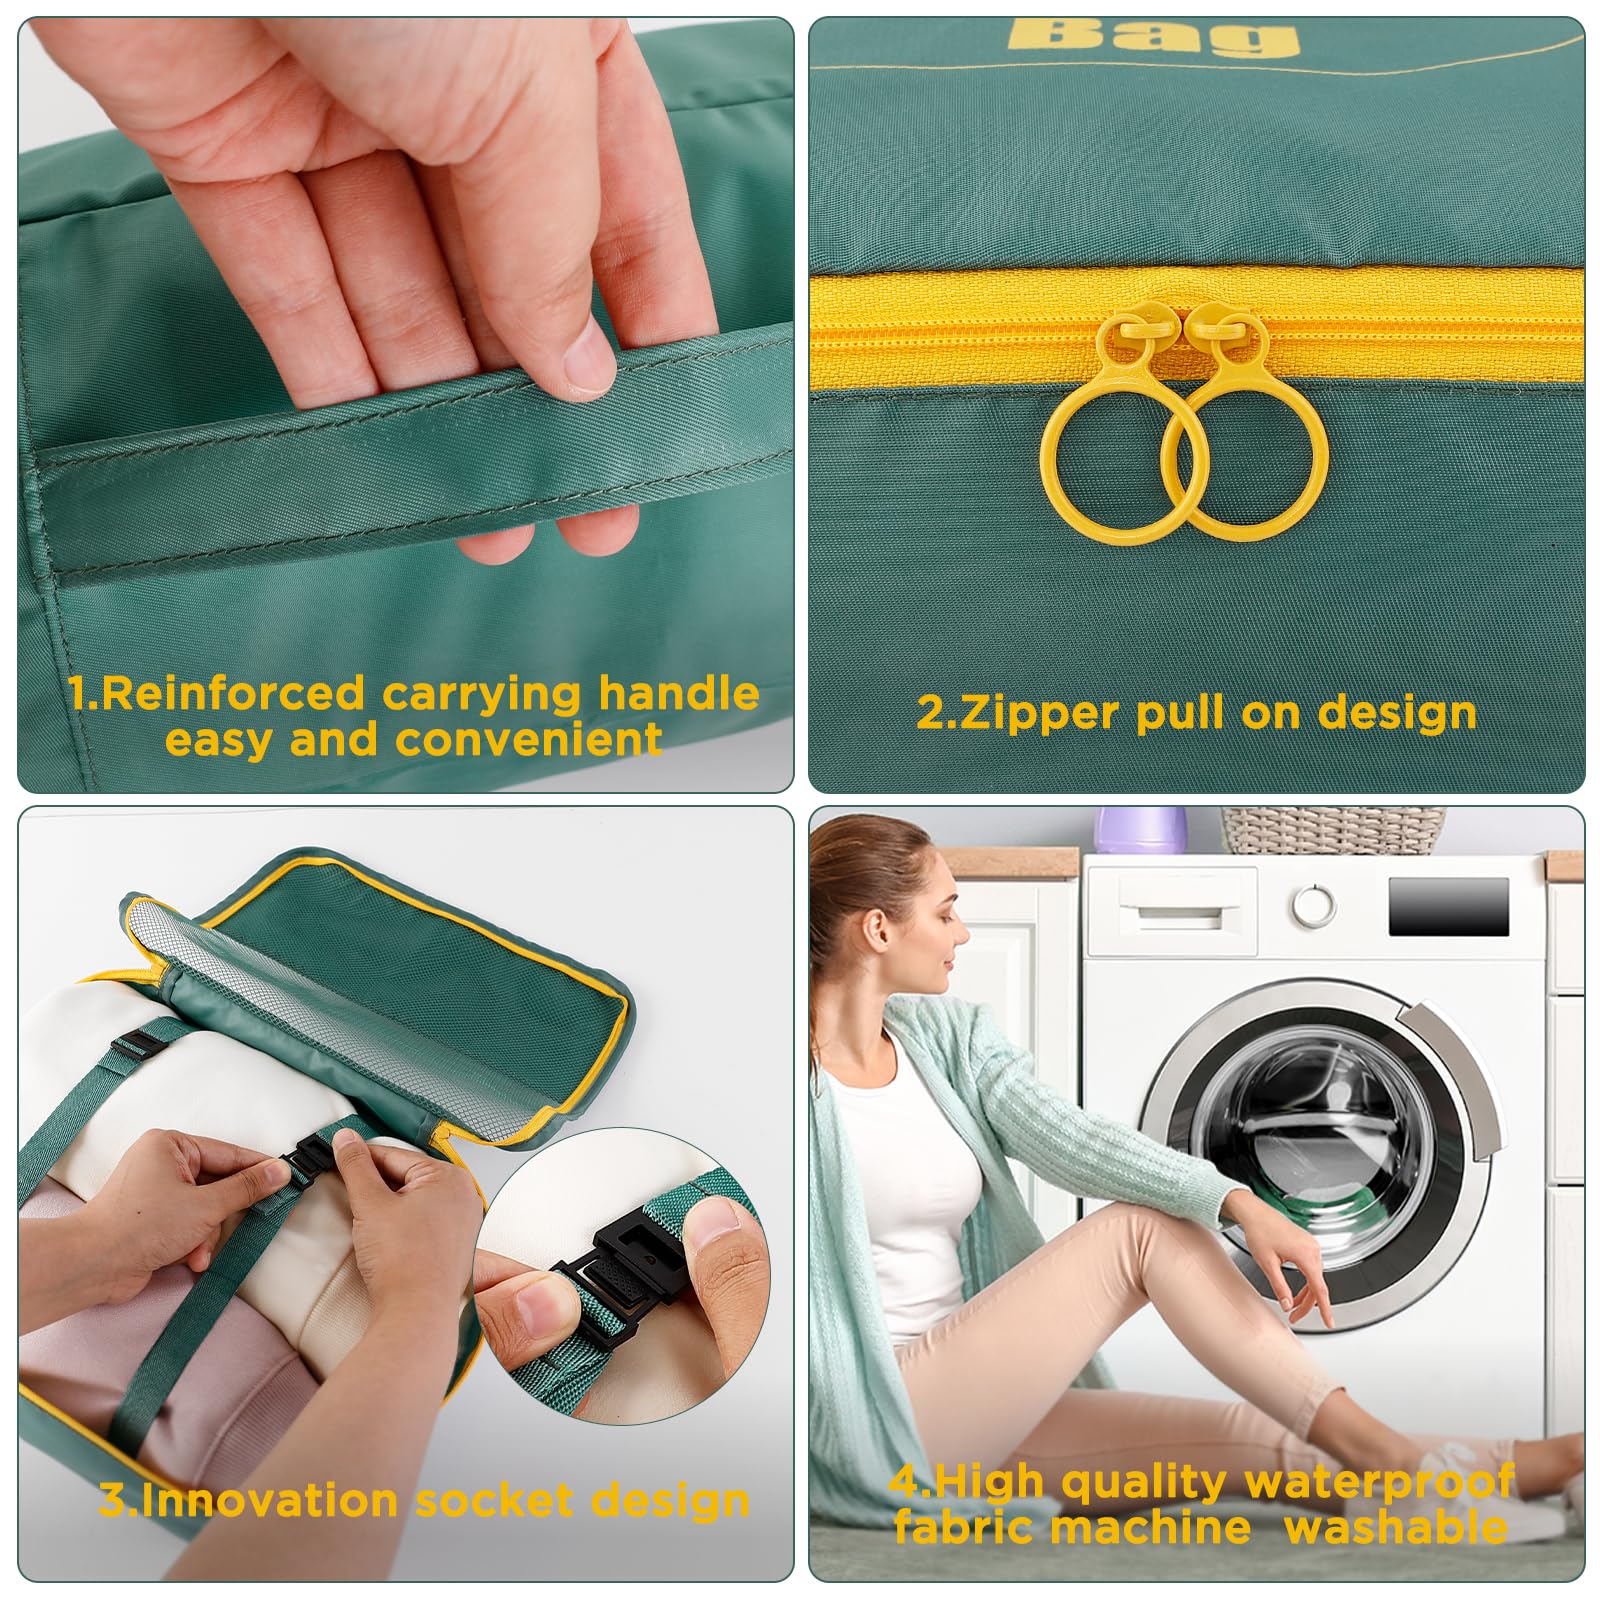 Bag
1.Reinforced carrying handle
easy and convenient
2.Zipper pull on design
3.Innovation socket design
4.High quality waterproof
fabric machine  washable